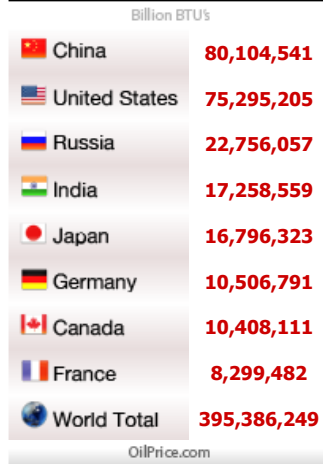 Billion BTU's
China 80,104,541
United States 75,295,205
Russia 22,756,057
India 17,258,559
Japan 16,796,323
Germany 10,506,791
Canada 10,408,111
France 8,299,482
World Total 395,386,249
OilPrice.com